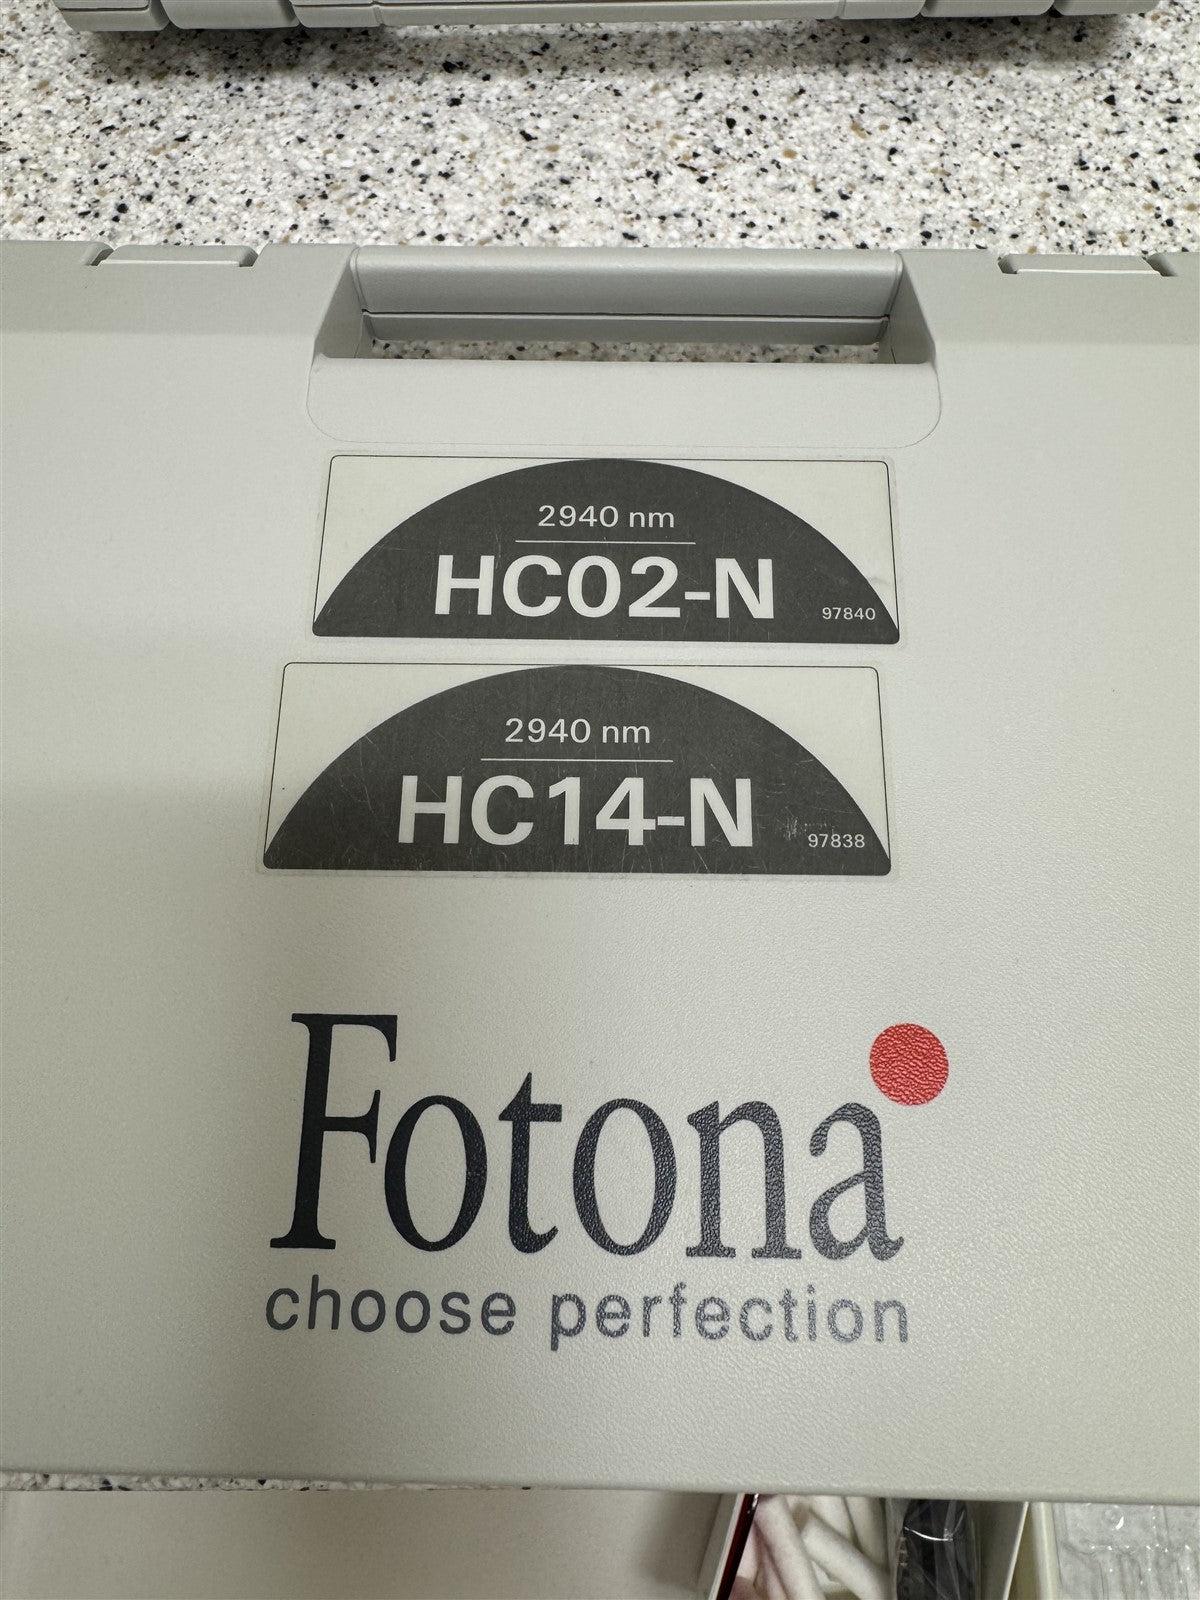 2940 nm
HC02-N
97840
2940 nm
HC14-N
97838
Fotona
choose perfection